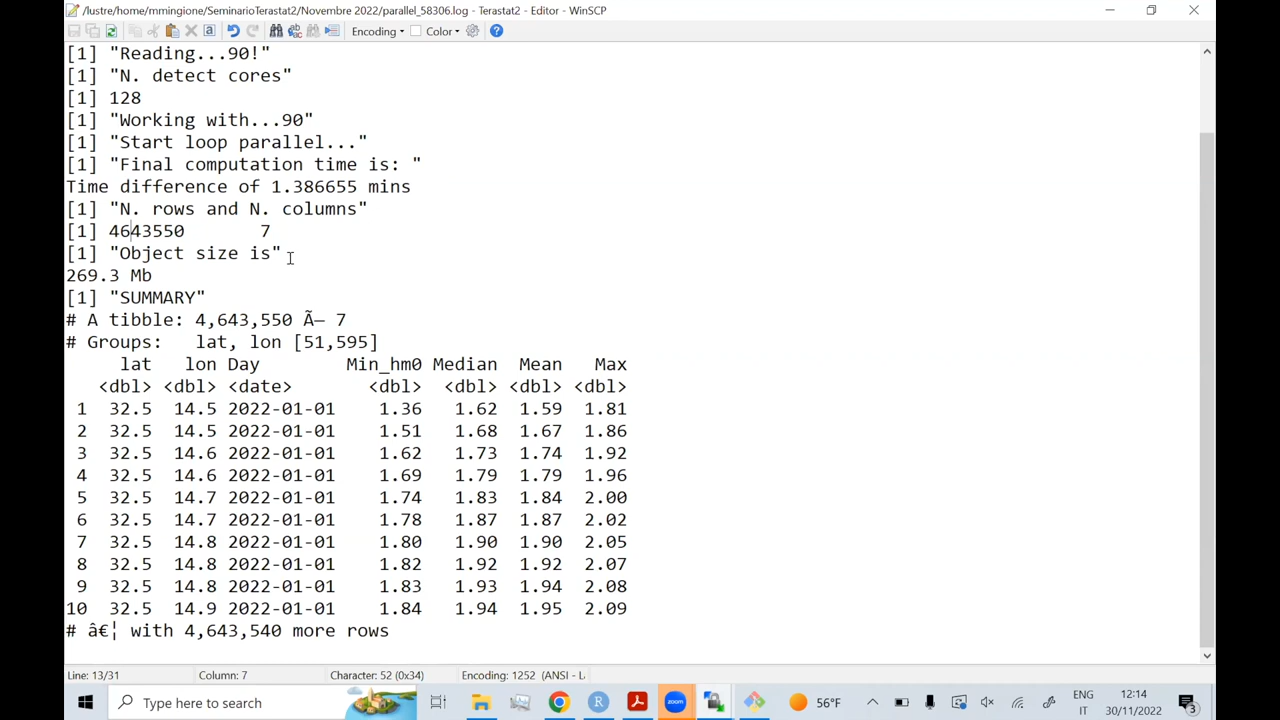 /lustre/home/mmingione/SeminarioTerastat2/Novembre 2022/parallel_58306.log - Terastat2 - Editor - WinSCP
Encoding Color
[1] "Reading...90!"
[1] "N. detect cores"
[1] 128
[1] "Working with...90"
[1] "Start loop parallel..."
[1] "Final computation time is: "
Time difference of 1.386655 mins
[1] "N. rows and N. columns"
[1] 4643550       7
[1] "Object size is"
269.3 Mb
[1] "SUMMARY"
# A tibble: 4,643,550 Ã— 7
# Groups:   lat, lon [51,595]
lat lon Day Min_hm0 Median Mean Max
<dbl> <dbl> <date> <dbl> <dbl> <dbl> <dbl>
1 32.5 14.5 2022-01-01 1.36 1.62 1.59 1.81
2 32.5 14.5 2022-01-01 1.51 1.68 1.67 1.86
3 32.5 14.6 2022-01-01 1.62 1.73 1.74 1.92
4 32.5 14.6 2022-01-01 1.69 1.79 1.79 1.96
5 32.5 14.7 2022-01-01 1.74 1.83 1.84 2.00
6 32.5 14.7 2022-01-01 1.78 1.87 1.87 2.02
7 32.5 14.8 2022-01-01 1.80 1.90 1.90 2.05
8 32.5 14.8 2022-01-01 1.82 1.92 1.92 2.07
9 32.5 14.8 2022-01-01 1.83 1.93 1.94 2.08
10 32.5 14.9 2022-01-01 1.84 1.94 1.95 2.09
# â€¦ with 4,643,540 more rows
Line: 13/31 Column: 7 Character: 52 (0x34) Encoding: 1252 (ANSI - L
Type here to search
zoom
56°F
ENG
IT
12:14
30/11/2022
3